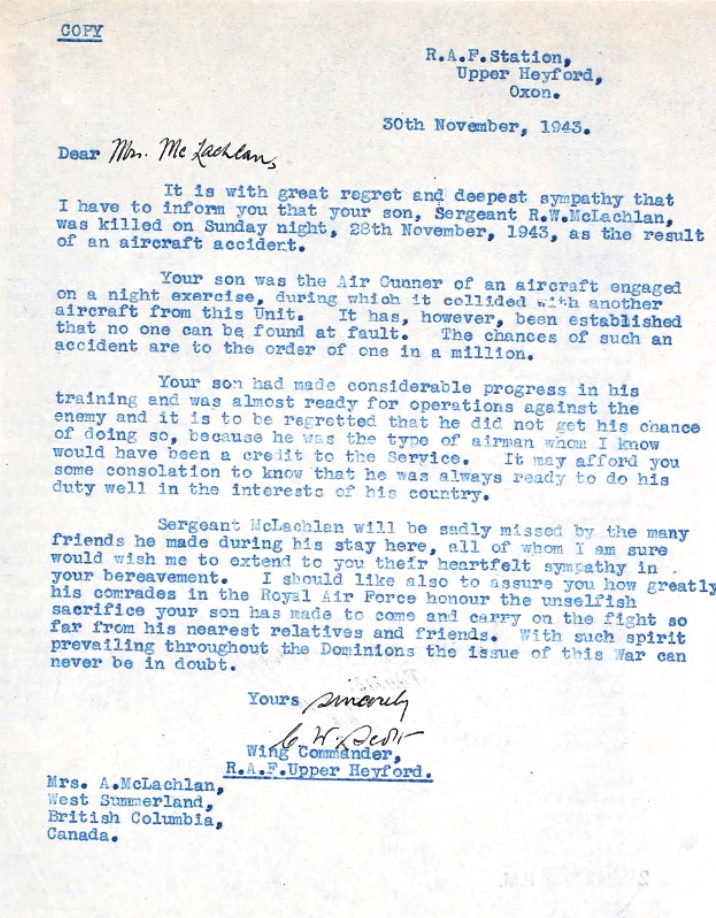 COPY
R.A.F.Station,
Upper Heyford,
Oxon.
30th November, 1943.
Dear Mrs. McLachlan,
It is with great regret and deepest sympathy that
I have to inform you that your son, Sergeant R.W.McLachlan,
was killed on Sunday night, 28th November, 1943, as the result
of an aircraft accident.
Your son was the Air Gunner of an aircraft engaged
on a night exercise, during which it collided with another
aircraft from this Unit. It has, however, been established
that no one can be found at fault. The chances of such an
accident are to the order of one in a million.
Your son had made considerable progress in his
training and was almost ready for operations against the
enemy and it is to be regretted that he did not get his chance
of doing so, because he was the type of airman whom I know
would have been a credit to the Service. It may afford you
some consolation to know that he was always ready to do his
duty well in the interests of his country.
Sergeant McLachlan will be sadly missed by the many
friends he made during his stay here, all of whom I am sure
would wish me to extend to you their heartfelt sympathy in
your bereavement. I should like also to assure you how greatly
his comrades in the Royal Air Force honour the unselfish
sacrifice your son has made to come and carry on the fight so
far from his nearest relatives and friends. With such spirit
prevailing throughout the Dominions the issue of this War can
never be in doubt.
Yours sincerely
C W. Scott
Wing Commander,
R.A.F.Upper Heyford.
Mrs. A.McLachlan,
West Summerland,
British Columbia,
Canada.